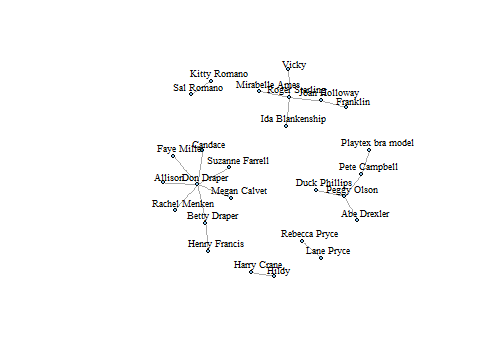 Vicky
Kitty Romano
Sal Romano
Mirabelle Ames
Roger Sterling
Joan Holloway
Franklin
Ida Blankenship
Candace
Faye Miller
Suzanne Farrell
Allison
Don Draper
Megan Calvet
Rachel Menken
Betty Draper
Henry Francis
Playtex bra model
Pete Campbell
Duck Phillips
Peggy Olson
Abe Drexler
Rebecca Pryce
Lane Pryce
Harry Crane
Hildy